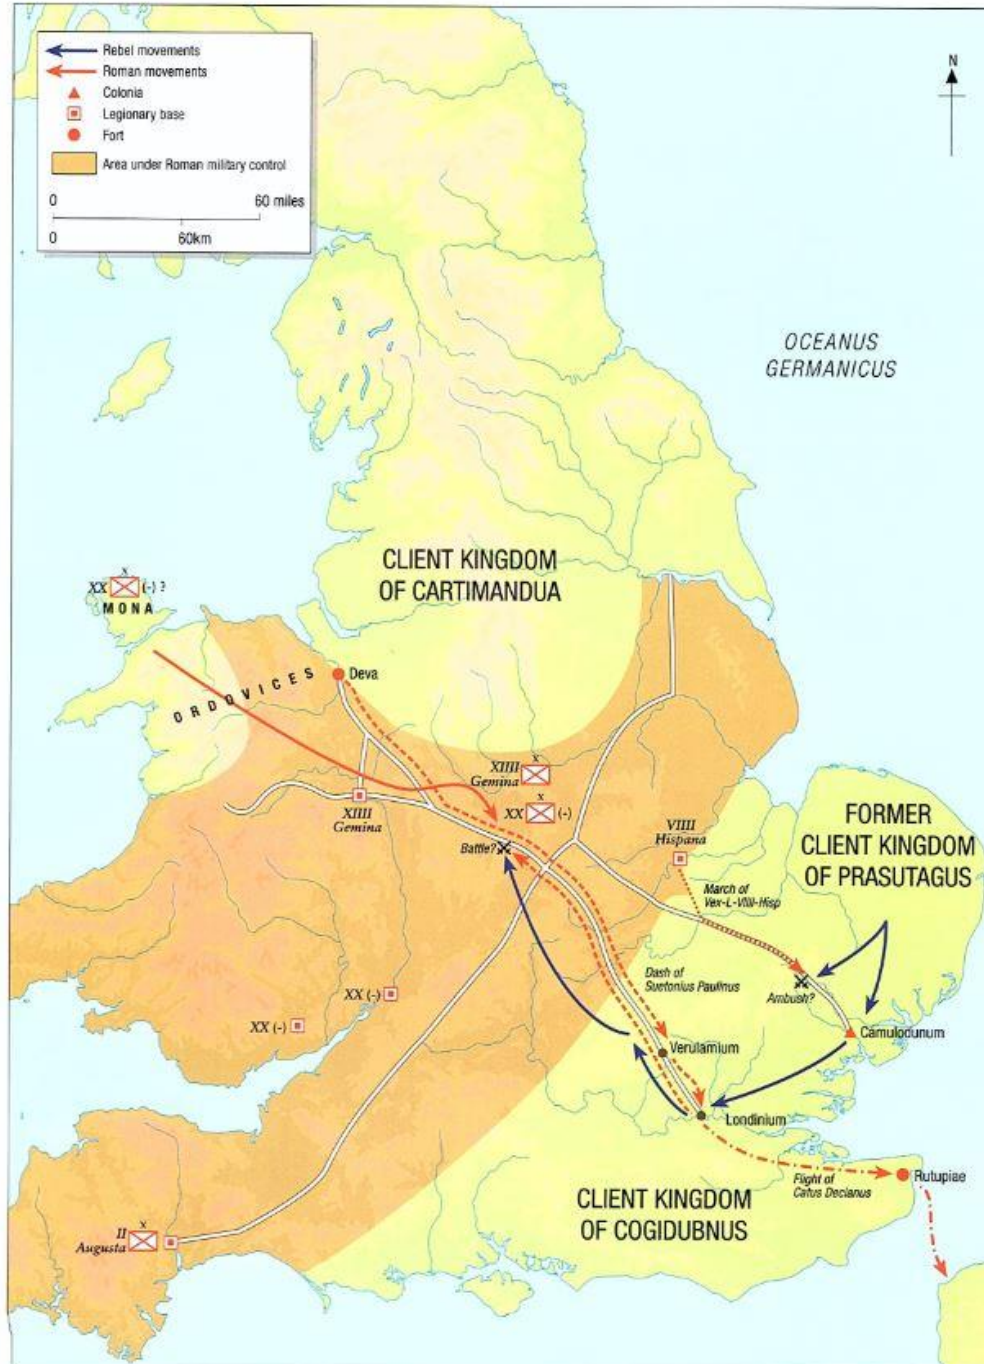 Rebel movements
Roman movements
Colonia
Legionary base
Fort
Area under Roman military control
0 60 miles
0 60km
N
OCEANUS
GERMANICUS
CLIENT KINGDOM
OF CARTIMANDUA
x
XX (-) ?
MONA
ORDOVICES
Deva
x
XIIII
Gemina
x
XX (-)
XIIII
Gemina
VIIII
Hispana
Battle?
FORMER
CLIENT KINGDOM
OF PRASUTAGUS
March of
Vex-L-VIIII-Hisp
Dash of
Suetonius Paulinus
Ambush?
XX (-)
XX (-)
Camulodunum
Verulamium
Londinium
Flight of
Catus Decianus
Rutupiae
CLIENT KINGDOM
OF COGIDUBNUS
x
II
Augusta